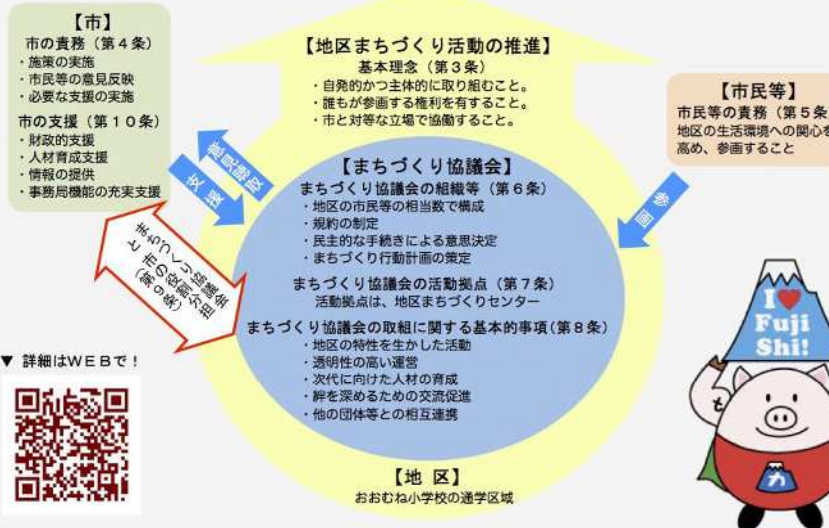 【市】
市の責務（第４条）
・施策の実施
・市民等の意見反映
・必要な支援の実施
市の支援（第１０条）
・財政的支援
・人材育成支援
・情報の提供
・事務局機能の充実支援
【地区まちづくり活動の推進】
基本理念（第３条）
・自発的かつ主体的に取り組むこと。
・誰もが参画する権利を有すること。
・市と対等な立場で協働すること。
【市民等】
市民等の責務（第５条）
地区の生活環境への関心を
高め、参画すること
意見聴取
支援
参画
まちづくり協議会
と市の役割分担
（第９条）
【まちづくり協議会】
まちづくり協議会の組織等（第６条）
・地区の市民等の相当数で構成
・規約の制定
・民主的な手続きによる意思決定
・まちづくり行動計画の策定
まちづくり協議会の活動拠点（第７条）
活動拠点は、地区まちづくりセンター
まちづくり協議会の取組に関する基本的事項（第８条）
・地区の特性を生かした活動
・透明性の高い運営
・次代に向けた人材の育成
・絆を深めるための交流促進
・他の団体等との相互連携
【地 区】
おおむね小学校の通学区域
▼ 詳細はＷＥＢで！
I❤
Fuji
Shi!